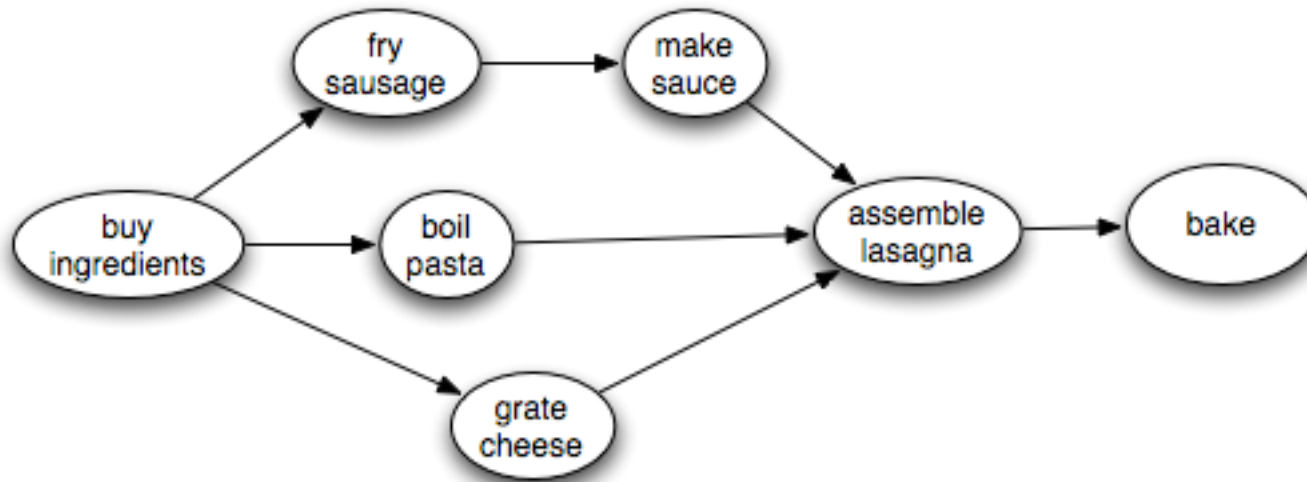 fry
sausage
make
sauce
buy
ingredients
boil
pasta
assemble
lasagna
bake
grate
cheese